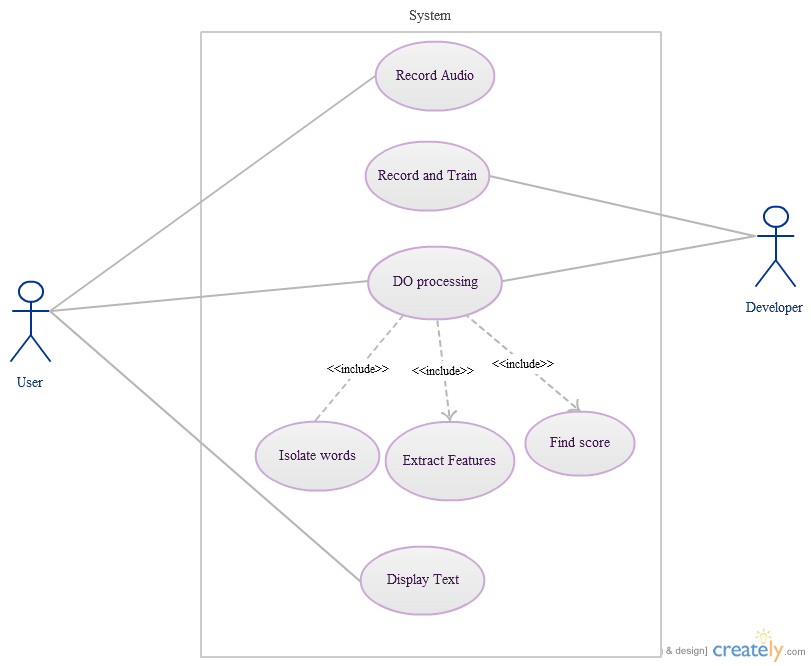 System
Record Audio
Record and Train
DO processing
Developer
User
<<include>>
<<include>>
<<include>>
Isolate words
Extract Features
Find score
Display Text
& design] creately.com